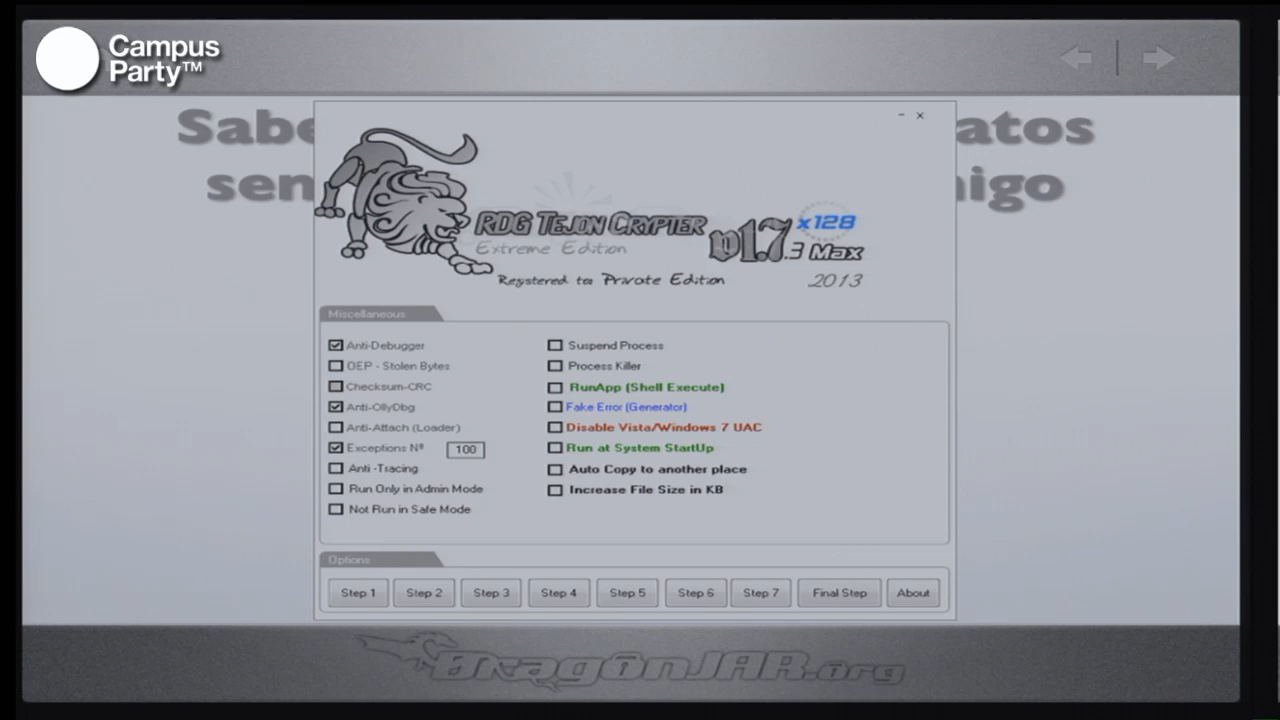 Campus
Party™
Sabe
atos
sen
igo
RDG TEJON CRYPTER
v1.7.3 Max
x128
Extreme Edition
Registered to: Private Edition
2013
Miscellaneous
Anti-Debugger
Suspend Process
OEP - Stolen Bytes
Process Killer
Checksum-CRC
RunApp (Shell Execute)
Anti-OllyDbg
Fake Error (Generator)
Anti-Attach (Loader)
Disable Vista/Windows 7 UAC
Exceptions Nº 100
Run at System StartUp
Anti -Tracing
Auto Copy to another place
Run Only in Admin Mode
Increase File Size in KB
Not Run in Safe Mode
Options
Step 1 Step 2 Step 3 Step 4 Step 5 Step 6 Step 7 Final Step About
DragonJAR.org